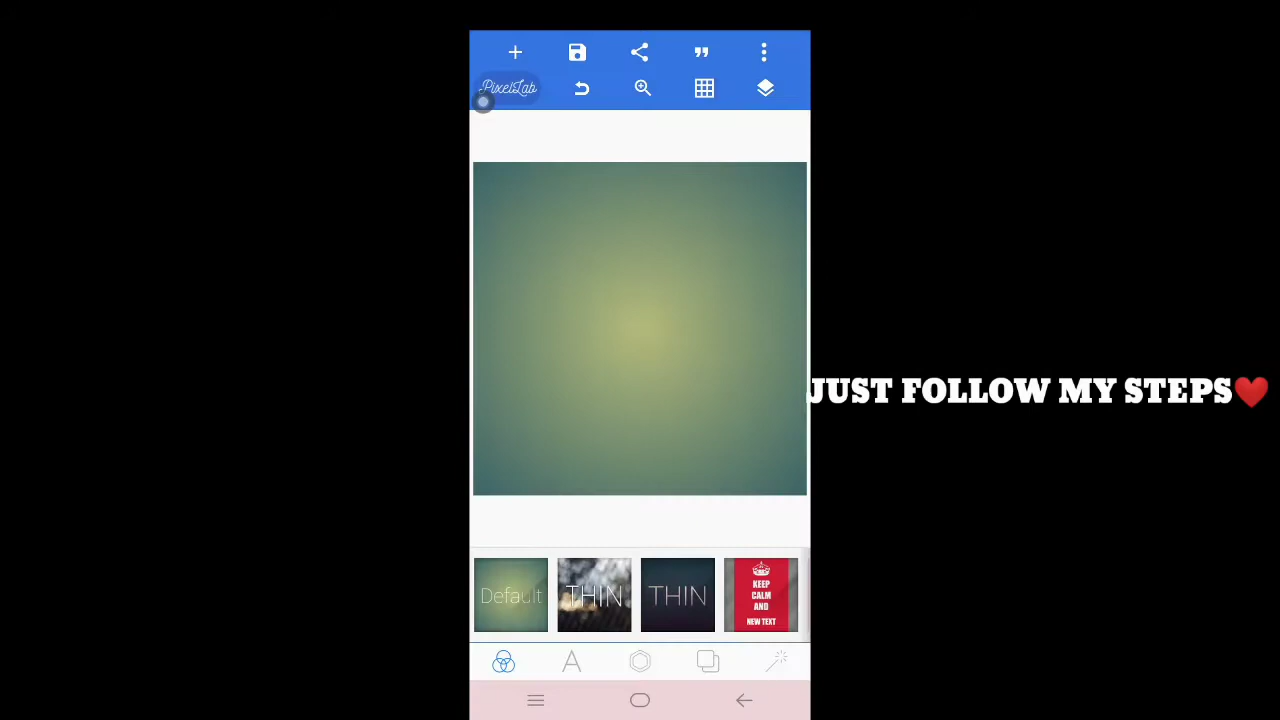 PixelLab
JUST FOLLOW MY STEPS❤️
Default
THIN
THIN
KEEP
CALM
AND
NEW TEXT
A